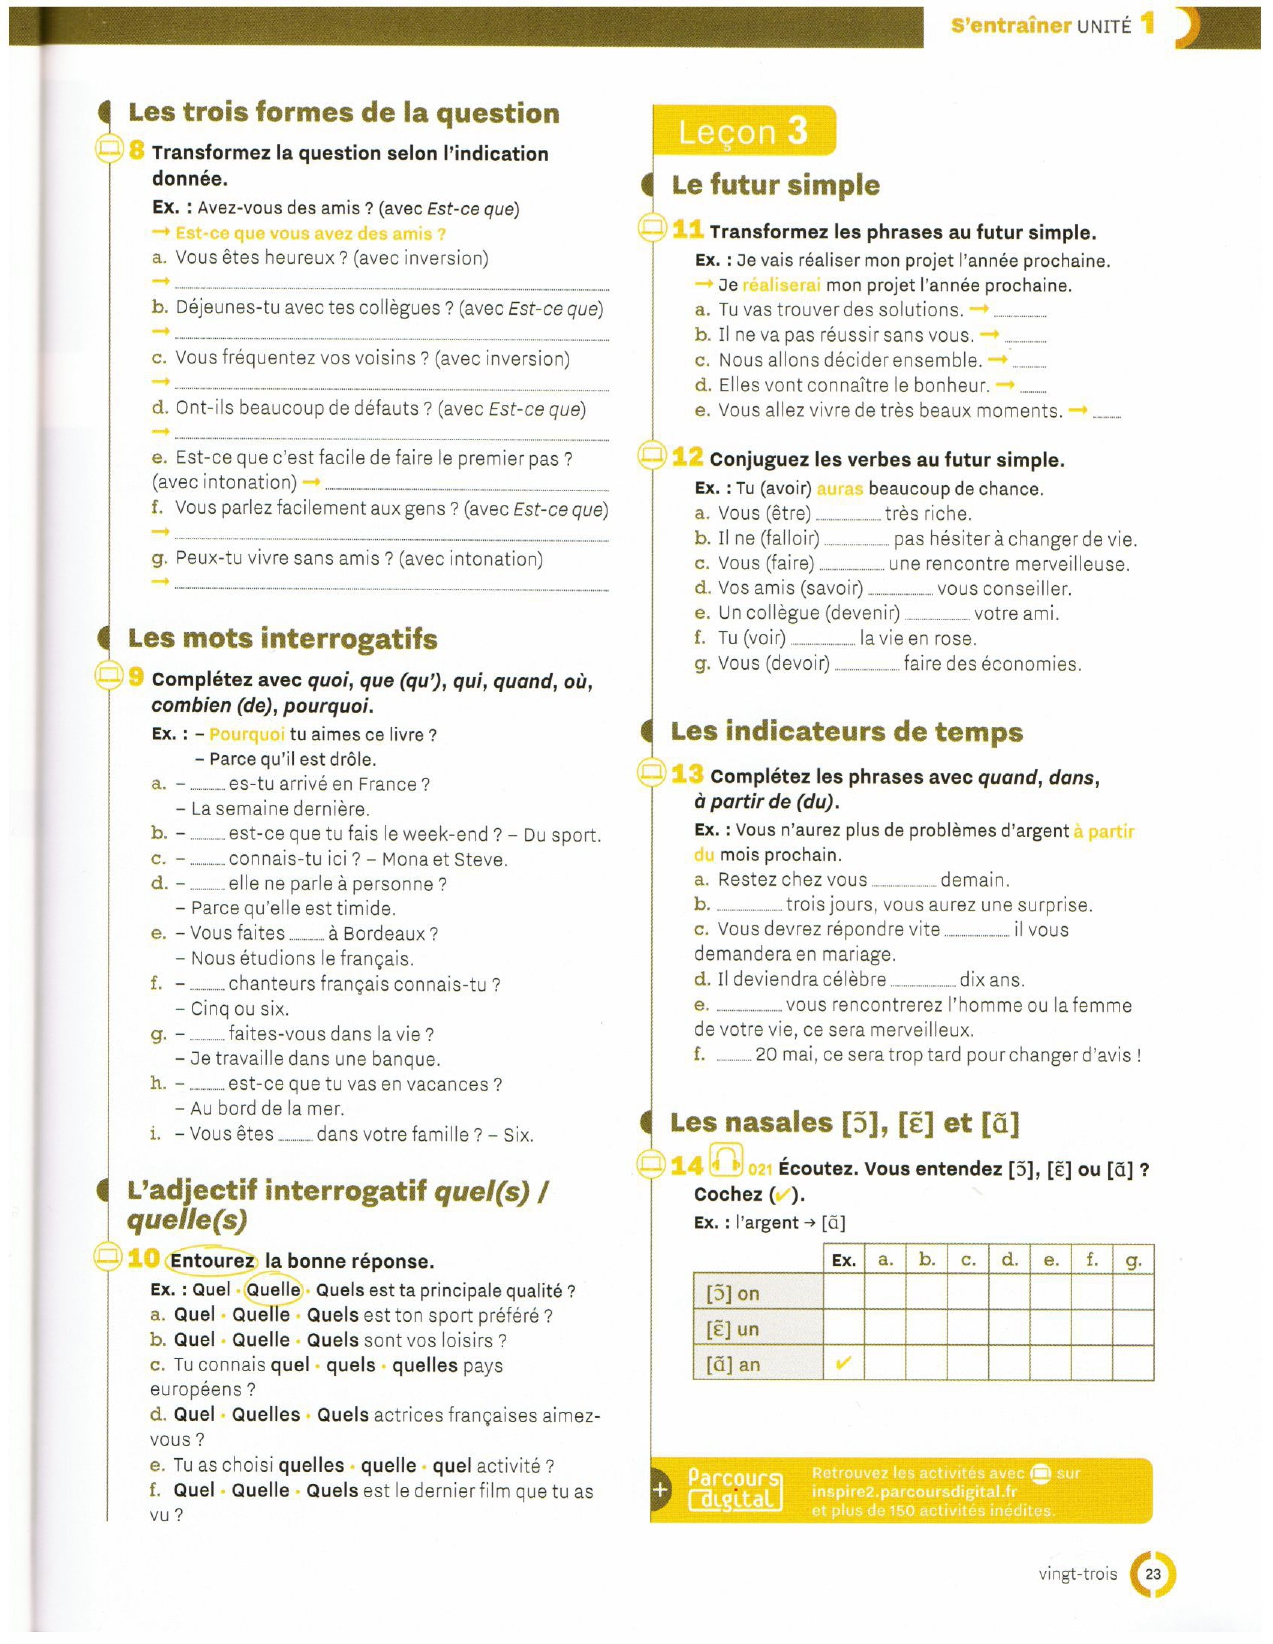 S'entraîner UNITÉ 1
Les trois formes de la question
8 Transformez la question selon l'indication
donnée.
Ex. : Avez-vous des amis ? (avec Est-ce que)
→ Est-ce que vous avez des amis ?
a. Vous êtes heureux ? (avec inversion)
→
b. Déjeunes-tu avec tes collègues ? (avec Est-ce que)
→
c. Vous fréquentez vos voisins ? (avec inversion)
→
d. Ont-ils beaucoup de défauts ? (avec Est-ce que)
→
e. Est-ce que c'est facile de faire le premier pas ?
(avec intonation) →
f. Vous parlez facilement aux gens ? (avec Est-ce que)
→
g. Peux-tu vivre sans amis ? (avec intonation)
→
Les mots interrogatifs
9 Complétez avec quoi, que (qu'), qui, quand, où,
combien (de), pourquoi.
Ex. : – Pourquoi tu aimes ce livre ?
– Parce qu'il est drôle.
a. – ........ es-tu arrivé en France ?
– La semaine dernière.
b. – ........ est-ce que tu fais le week-end ? – Du sport.
c. – ........ connais-tu ici ? – Mona et Steve.
d. – ........ elle ne parle à personne ?
– Parce qu'elle est timide.
e. – Vous faites ........ à Bordeaux ?
– Nous étudions le français.
f. – ........ chanteurs français connais-tu ?
– Cinq ou six.
g. – ........ faites-vous dans la vie ?
– Je travaille dans une banque.
h. – ........ est-ce que tu vas en vacances ?
– Au bord de la mer.
i. – Vous êtes ........ dans votre famille ? – Six.
L'adjectif interrogatif quel(s) /
quelle(s)
10 Entourez la bonne réponse.
Ex. : Quel • Quelle • Quels est ta principale qualité ?
a. Quel • Quelle • Quels est ton sport préféré ?
b. Quel • Quelle • Quels sont vos loisirs ?
c. Tu connais quel • quels • quelles pays
européens ?
d. Quel • Quelles • Quels actrices françaises aimez-
vous ?
e. Tu as choisi quelles • quelle • quel activité ?
f. Quel • Quelle • Quels est le dernier film que tu as
vu ?
Leçon 3
Le futur simple
11 Transformez les phrases au futur simple.
Ex. : Je vais réaliser mon projet l'année prochaine.
→ Je réaliserai mon projet l'année prochaine.
a. Tu vas trouver des solutions. → ........
b. Il ne va pas réussir sans vous. → ........
c. Nous allons décider ensemble. → ........
d. Elles vont connaître le bonheur. → ........
e. Vous allez vivre de très beaux moments. → ........
12 Conjuguez les verbes au futur simple.
Ex. : Tu (avoir) auras beaucoup de chance.
a. Vous (être) ........ très riche.
b. Il ne (falloir) ........ pas hésiter à changer de vie.
c. Vous (faire) ........ une rencontre merveilleuse.
d. Vos amis (savoir) ........ vous conseiller.
e. Un collègue (devenir) ........ votre ami.
f. Tu (voir) ........ la vie en rose.
g. Vous (devoir) ........ faire des économies.
Les indicateurs de temps
13 Complétez les phrases avec quand, dans,
à partir de (du).
Ex. : Vous n'aurez plus de problèmes d'argent à partir
du mois prochain.
a. Restez chez vous ........ demain.
b. ........ trois jours, vous aurez une surprise.
c. Vous devrez répondre vite ........ il vous
demandera en mariage.
d. Il deviendra célèbre ........ dix ans.
e. ........ vous rencontrerez l'homme ou la femme
de votre vie, ce sera merveilleux.
f. ........ 20 mai, ce sera trop tard pour changer d'avis !
Les nasales [ɔ̃], [ɛ̃] et [ɑ̃]
14 021 Écoutez. Vous entendez [ɔ̃], [ɛ̃] ou [ɑ̃] ?
Cochez (✓).
Ex. : l'argent → [ɑ̃]
Ex. a. b. c. d. e. f. g.
[ɔ̃] on
[ɛ̃] un
[ɑ̃] an ✓
+ Parcours digital
Retrouvez les activités avec sur
inspire2.parcoursdigital.fr
et plus de 150 activités inédites.
vingt-trois 23